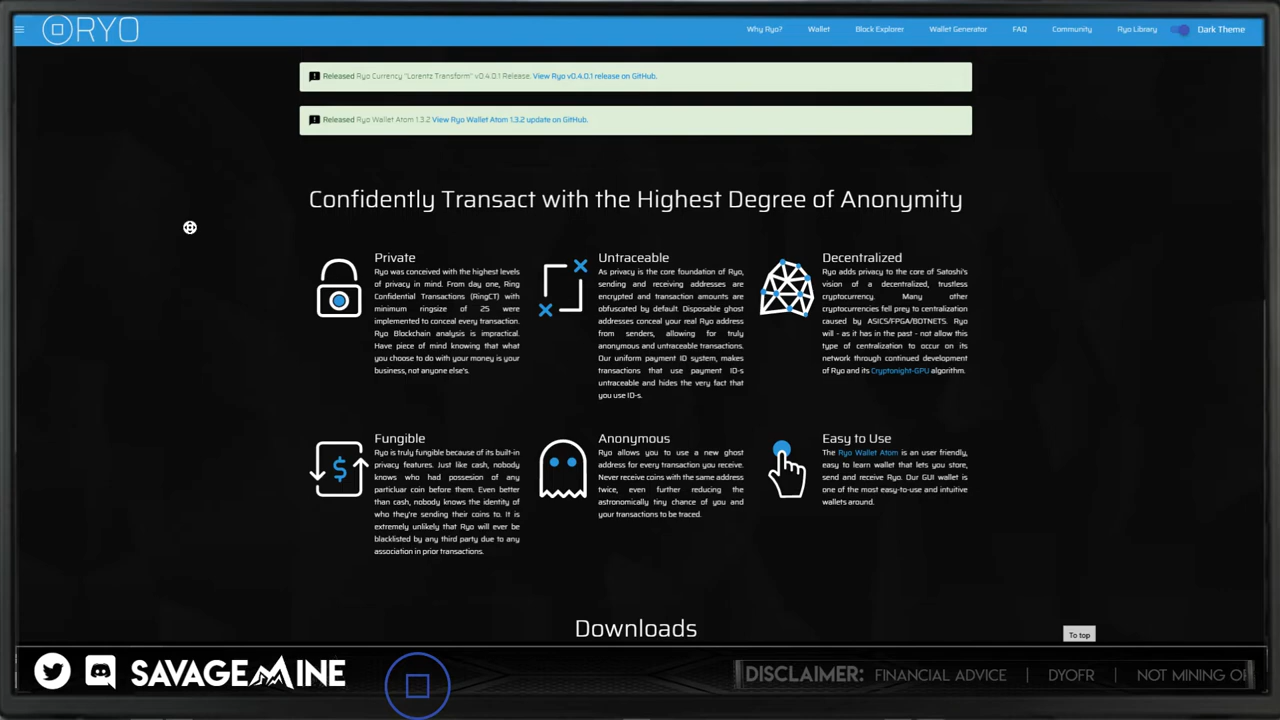 RYO
Why Ryo?
Wallet
Block Explorer
Wallet Generator
FAQ
Community
Ryo Library
Dark Theme
Released Ryo Currency "Lorentz Transform" v0.4.0.1 Release. View Ryo v0.4.0.1 release on GitHub.
Released Ryo Wallet Atom 1.3.2 View Ryo Wallet Atom 1.3.2 update on GitHub.
Confidently Transact with the Highest Degree of Anonymity
Private
Ryo was conceived with the highest levels
of privacy in mind. From day one, Ring
Confidential Transactions (RingCT) with
minimum ringsize of 25 were
implemented to conceal every transaction.
Ryo Blockchain analysis is impractical.
Have piece of mind knowing that what
you choose to do with your money is your
business, not anyone else's.
Untraceable
As privacy is the core foundation of Ryo,
sending and receiving addresses are
encrypted and transaction amounts are
obfuscated by default. Disposable ghost
addresses conceal your real Ryo address
from senders, allowing for truly
anonymous and untraceable transactions.
Our uniform payment ID system, makes
transactions that use payment ID-s
untraceable and hides the very fact that
you use ID-s.
Decentralized
Ryo adds privacy to the core of Satoshi's
vision of a decentralized, trustless
cryptocurrency. Many other
cryptocurrencies fell prey to centralization
caused by ASICS/FPGA/BOTNETS. Ryo
will - as it has in the past - not allow this
type of centralization to occur on its
network through continued development
of Ryo and its Cryptonight-GPU algorithm.
Fungible
Ryo is truly fungible because of its built-in
privacy features. Just like cash, nobody
knows who had possesion of any
particluar coin before them. Even better
than cash, nobody knows the identity of
who they're sending their coins to. It is
extremely unlikely that Ryo will ever be
blacklisted by any third party due to any
association in prior transactions.
Anonymous
Ryo allows you to use a new ghost
address for every transaction you receive.
Never receive coins with the same address
twice, even further reducing the
astronomically tiny chance of you and
your transactions to be traced.
Easy to Use
The Ryo Wallet Atom is an user friendly,
easy to learn wallet that lets you store,
send and receive Ryo. Our GUI wallet is
one of the most easy-to-use and intuitive
wallets around.
Downloads
To top
SAVAGEMINE
DISCLAIMER: FINANCIAL ADVICE | DYOFR | NOT MINING OF